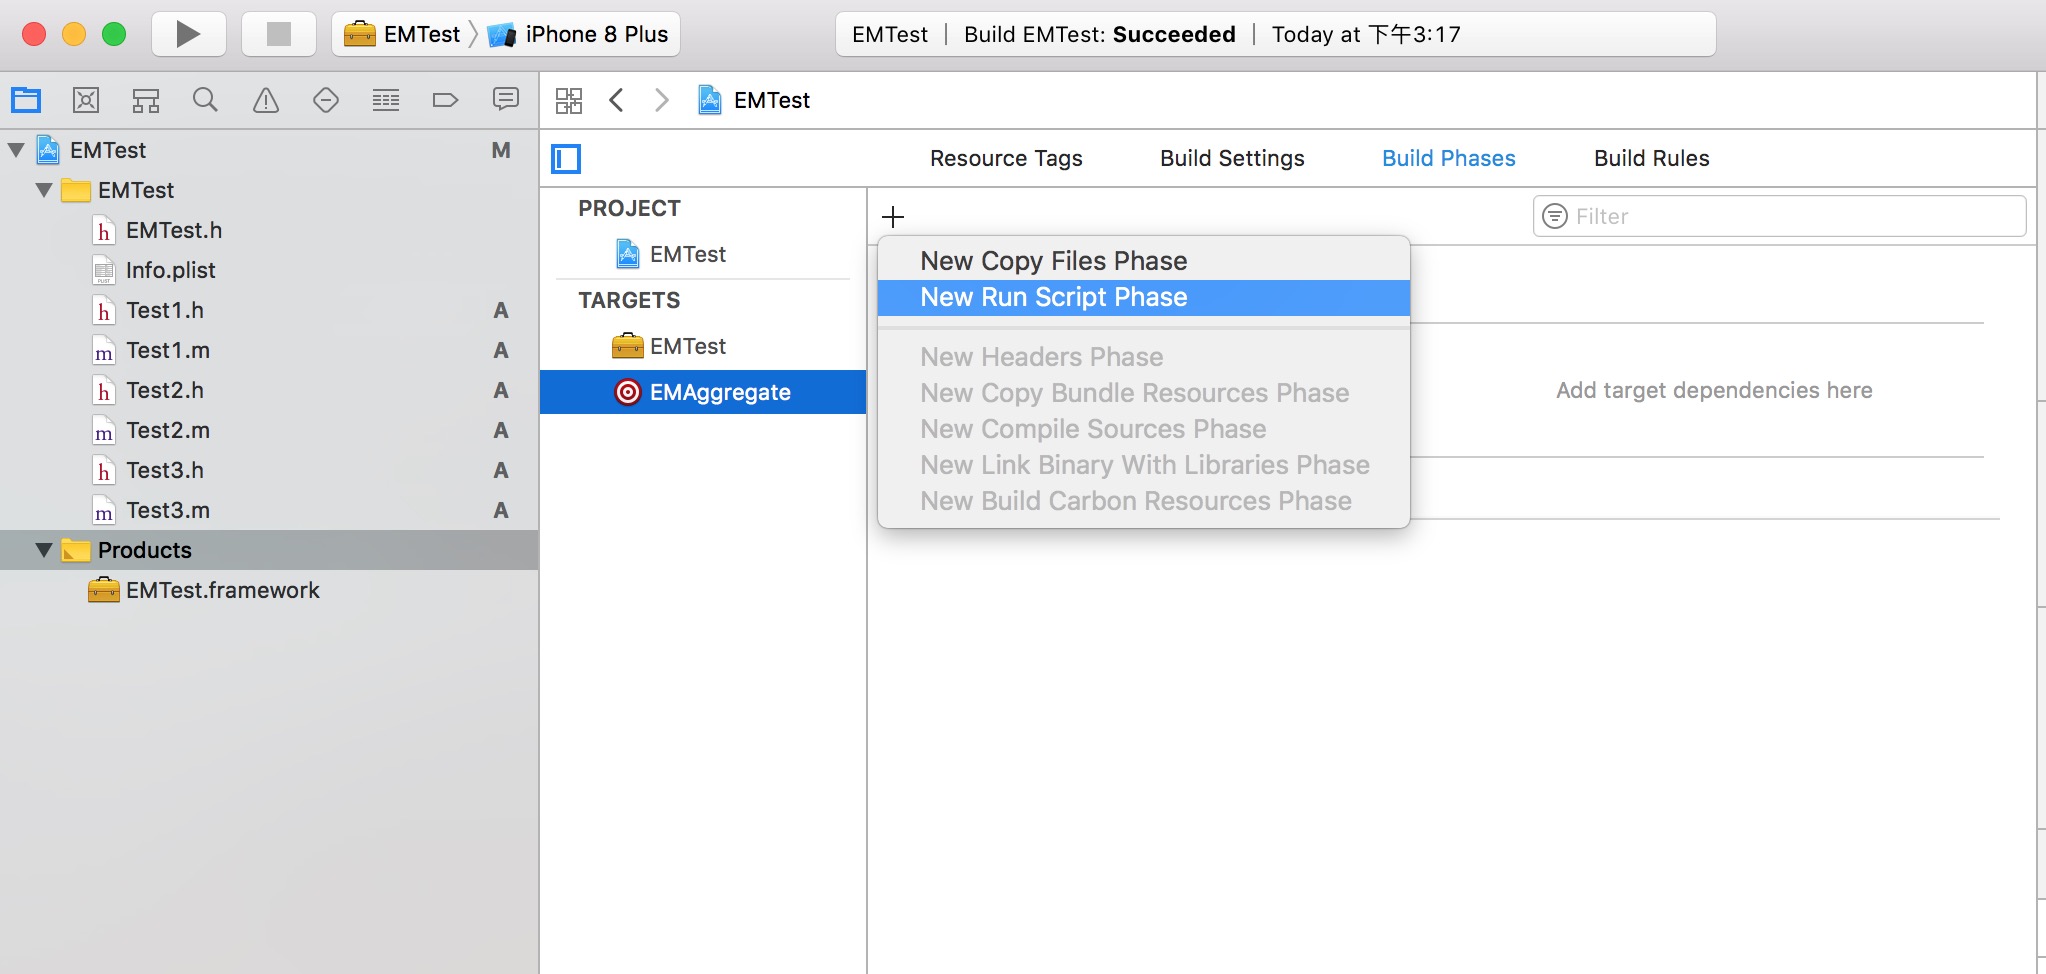 EMTest iPhone 8 Plus
EMTest Build EMTest: Succeeded Today at 下午3:17
EMTest
EMTest M
EMTest
EMTest.h
Info.plist
Test1.h A
Test1.m A
Test2.h A
Test2.m A
Test3.h A
Test3.m A
Products
EMTest.framework
Resource Tags Build Settings Build Phases Build Rules
PROJECT
EMTest
TARGETS
EMTest
EMAggregate
Filter
New Copy Files Phase
New Run Script Phase
New Headers Phase
New Copy Bundle Resources Phase
New Compile Sources Phase
New Link Binary With Libraries Phase
New Build Carbon Resources Phase
Add target dependencies here